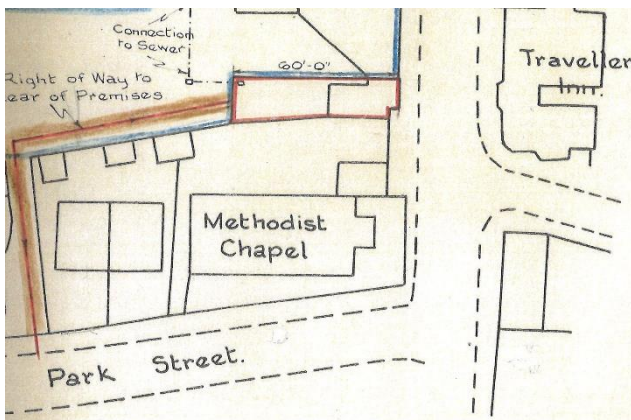 Connection
to Sewer
60'-0"
Traveller
Inn.
Right of Way to
ear of Premises
Methodist
Chapel
Park Street.